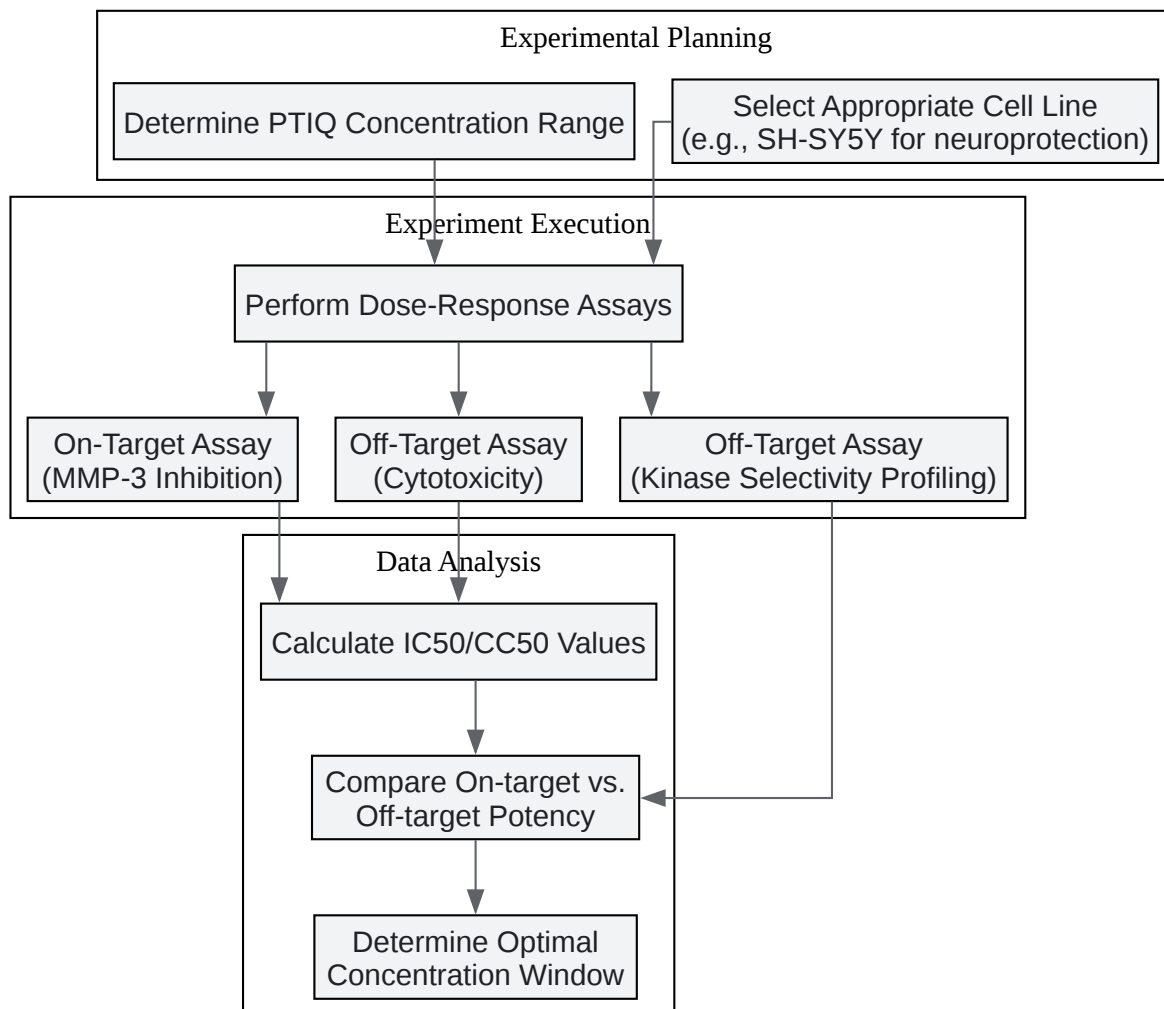 Experimental Planning
Determine PTIQ Concentration Range
Select Appropriate Cell Line
(e.g., SH-SY5Y for neuroprotection)
Experiment Execution
Perform Dose-Response Assays
On-Target Assay
(MMP-3 Inhibition)
Off-Target Assay
(Cytotoxicity)
Off-Target Assay
(Kinase Selectivity Profiling)
Data Analysis
Calculate IC50/CC50 Values
Compare On-target vs.
Off-target Potency
Determine Optimal
Concentration Window